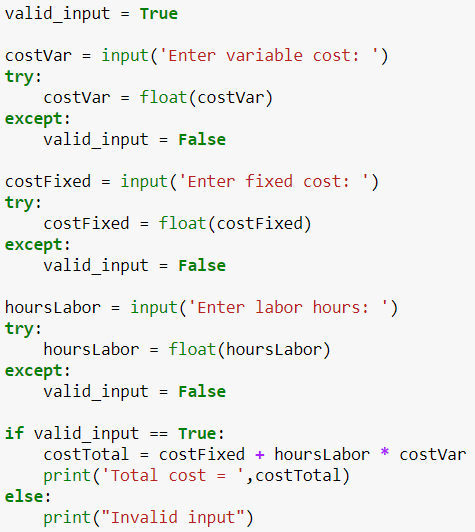 valid_input = True
costVar = input('Enter variable cost: ')
try:
    costVar = float(costVar)
except:
    valid_input = False
costFixed = input('Enter fixed cost: ')
try:
    costFixed = float(costFixed)
except:
    valid_input = False
hoursLabor = input('Enter labor hours: ')
try:
    hoursLabor = float(hoursLabor)
except:
    valid_input = False
if valid_input == True:
    costTotal = costFixed + hoursLabor * costVar
    print('Total cost = ',costTotal)
else:
    print("Invalid input")